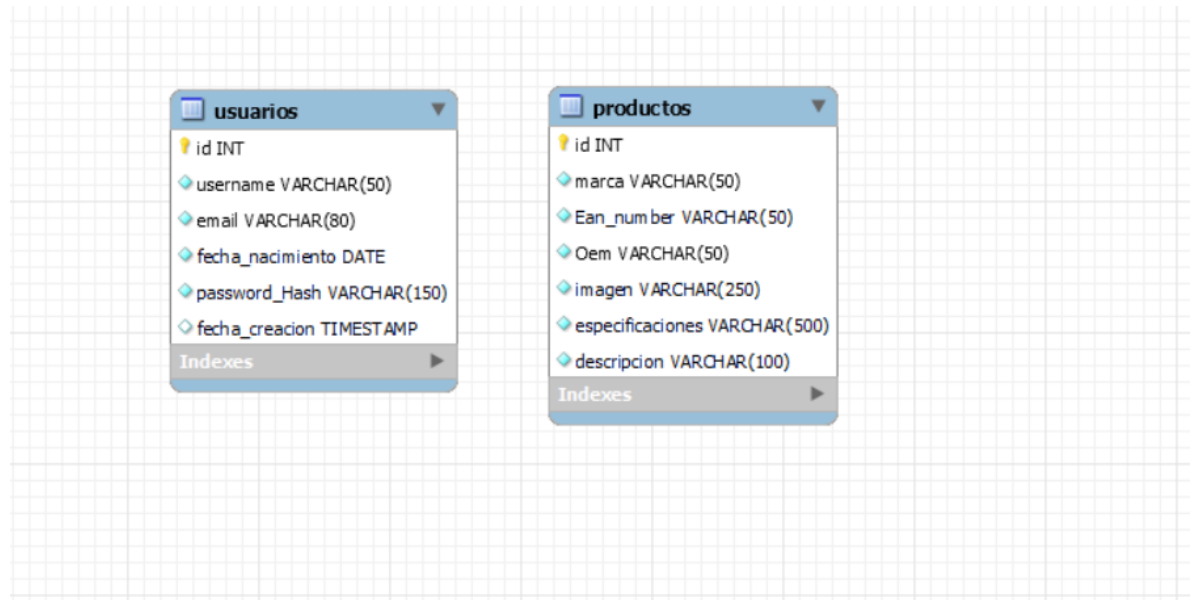 usuarios
id INT
username VARCHAR(50)
email VARCHAR(80)
fecha_nacimiento DATE
password_Hash VARCHAR(150)
fecha_creacion TIMESTAMP
Indexes
productos
id INT
marca VARCHAR(50)
Ean_number VARCHAR(50)
Oem VARCHAR(50)
imagen VARCHAR(250)
especificaciones VARCHAR(500)
descripcion VARCHAR(100)
Indexes